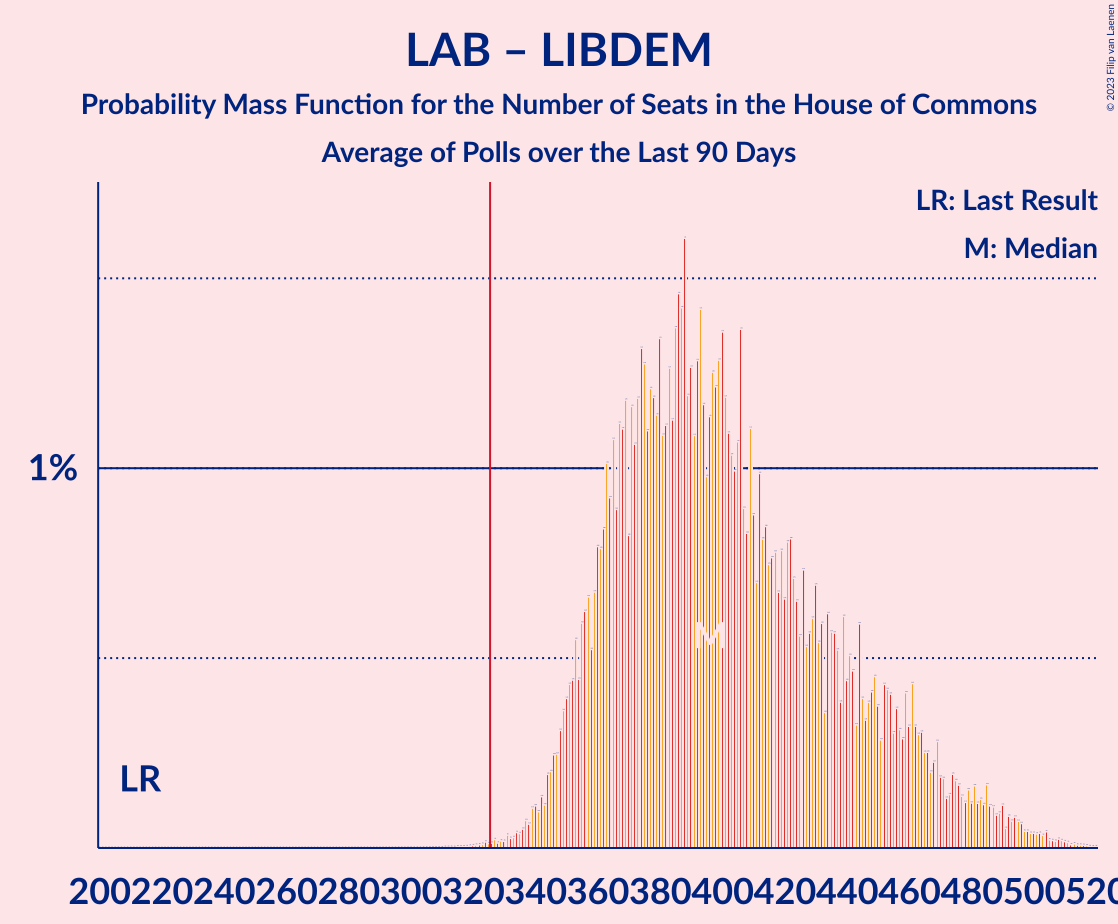 LAB – LIBDEM
Probability Mass Function for the Number of Seats in the House of Commons
Average of Polls over the Last 90 Days
© 2023 Filip van Laenen
LR: Last Result
M: Median
1%
M
LR
200220240260280300320340360380400420440460480500520